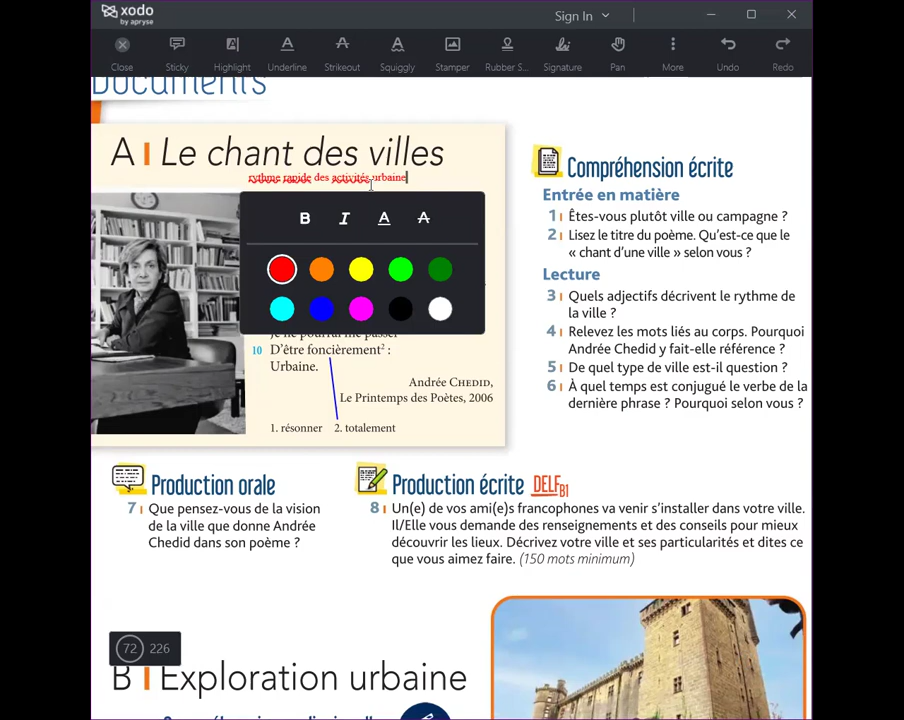 xodo
by apryse
Sign In
Close
Sticky
Highlight
Underline
Strikeout
Squiggly
Stamper
Rubber S...
Signature
Pan
More
Undo
Redo
Documents
A Le chant des villes
rythme rapide des activités urbaine
B I A A
Je ne pourrai me passer
10 D'être foncièrement² :
Urbaine.
Andrée CHEDID,
Le Printemps des Poètes, 2006
1. résonner 2. totalement
Compréhension écrite
Entrée en matière
1 Êtes-vous plutôt ville ou campagne ?
2 Lisez le titre du poème. Qu'est-ce que le
« chant d'une ville » selon vous ?
Lecture
3 Quels adjectifs décrivent le rythme de
la ville ?
4 Relevez les mots liés au corps. Pourquoi
Andrée Chedid y fait-elle référence ?
5 De quel type de ville est-il question ?
6 À quel temps est conjugué le verbe de la
dernière phrase ? Pourquoi selon vous ?
Production orale
7 Que pensez-vous de la vision
de la ville que donne Andrée
Chedid dans son poème ?
Production écrite DELF B1
8 Un(e) de vos ami(e)s francophones va venir s'installer dans votre ville.
Il/Elle vous demande des renseignements et des conseils pour mieux
découvrir les lieux. Décrivez votre ville et ses particularités et dites ce
que vous aimez faire. (150 mots minimum)
72 226
B Exploration urbaine